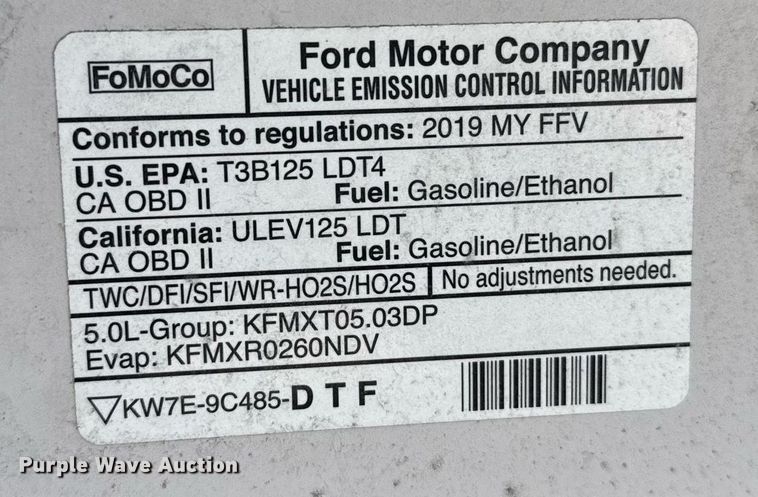 FoMoCo
Ford Motor Company
VEHICLE EMISSION CONTROL INFORMATION
Conforms to regulations: 2019 MY FFV
U.S. EPA: T3B125 LDT4
CA OBD II Fuel: Gasoline/Ethanol
California: ULEV125 LDT
CA OBD II Fuel: Gasoline/Ethanol
TWC/DFI/SFI/WR-HO2S/HO2S No adjustments needed.
5.0L-Group: KFMXT05.03DP
Evap: KFMXR0260NDV
KW7E-9C485-D T F
Purple Wave Auction